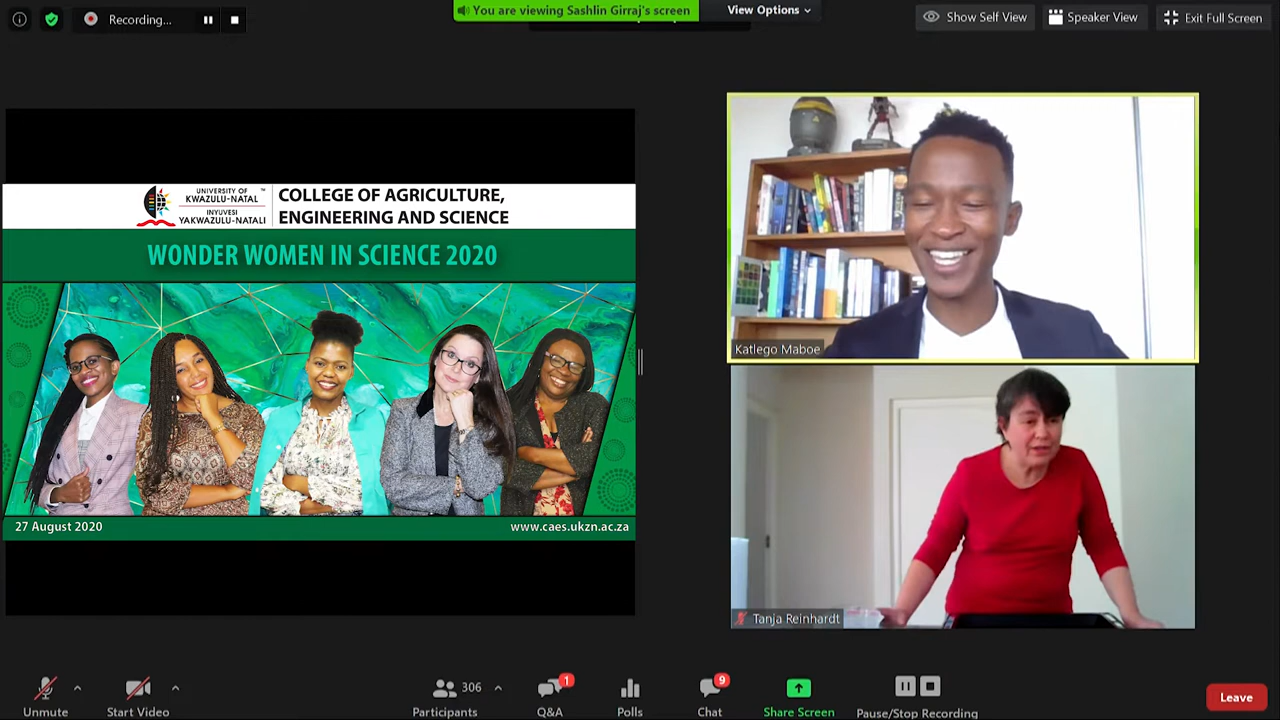 Recording...
You are viewing Sashlin Girraj's screen
View Options
Show Self View
Speaker View
Exit Full Screen
UNIVERSITY OF
KWAZULU-NATAL
™
INYUVESI
YAKWAZULU-NATALI
COLLEGE OF AGRICULTURE,
ENGINEERING AND SCIENCE
WONDER WOMEN IN SCIENCE 2020
27 August 2020
www.caes.ukzn.ac.za
Katlego Maboe
Tanja Reinhardt
Unmute
Start Video
306
Participants
1
Q&A
Polls
9
Chat
Share Screen
Pause/Stop Recording
Leave